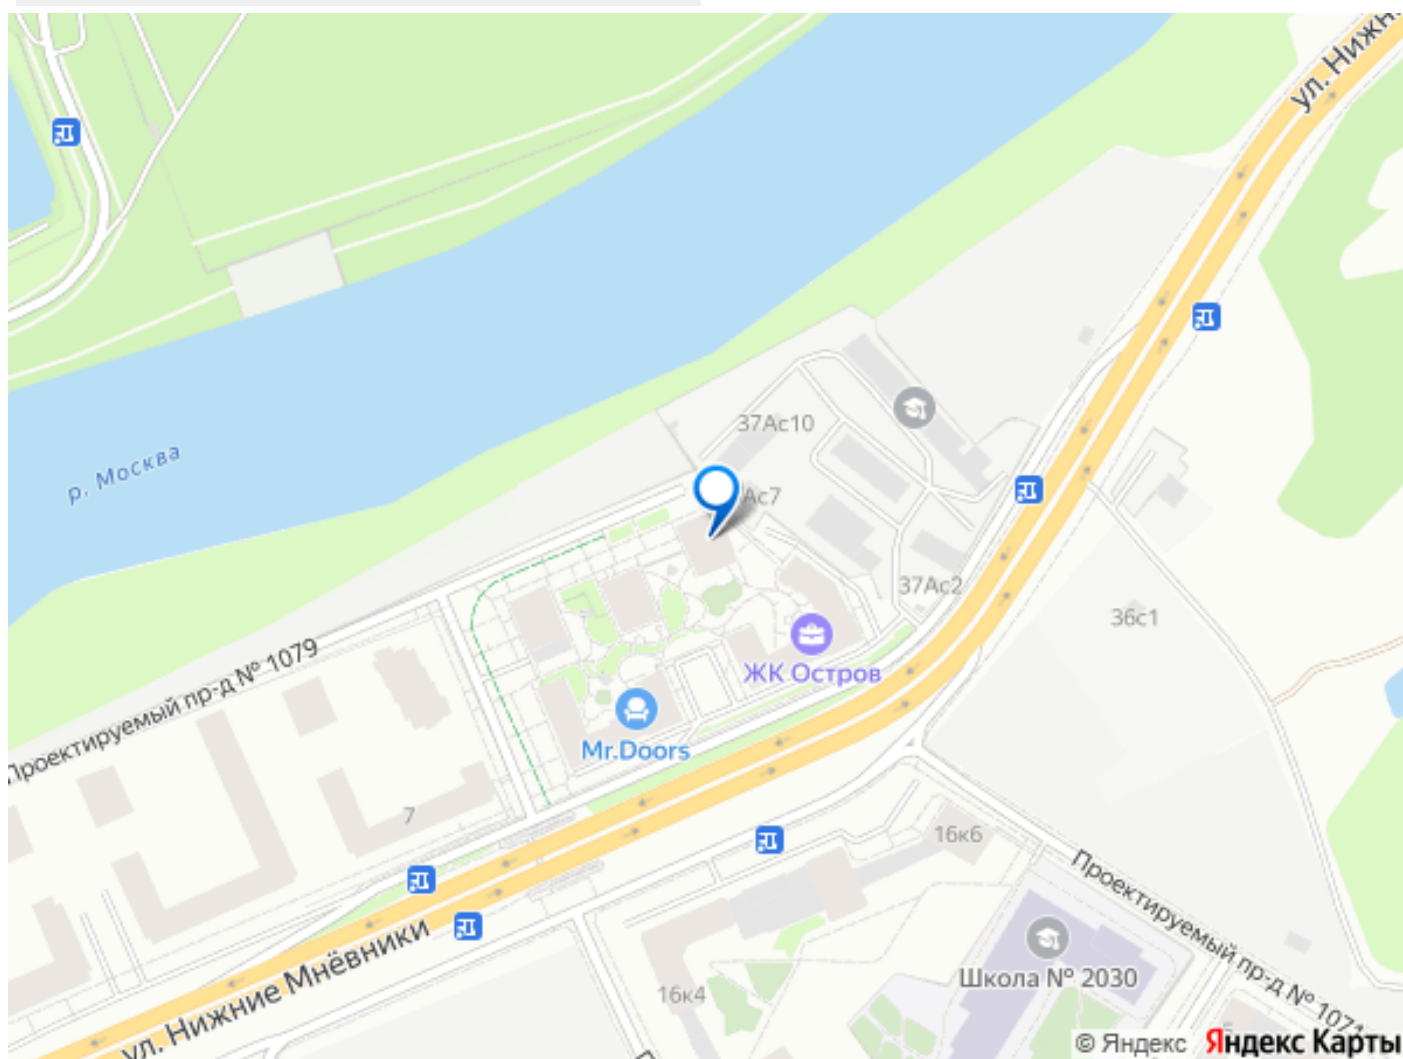 ул. Нижн
р. Москва
37Ас10
Ас7
37Ас2
36с1
ЖК Остров
Проектируемый пр-д № 1079
Mr.Doors
7
16к6
Проектируемый пр-д № 1071
ул. Нижние Мнёвники
Школа № 2030
16к4
© Яндекс Яндекс Карты